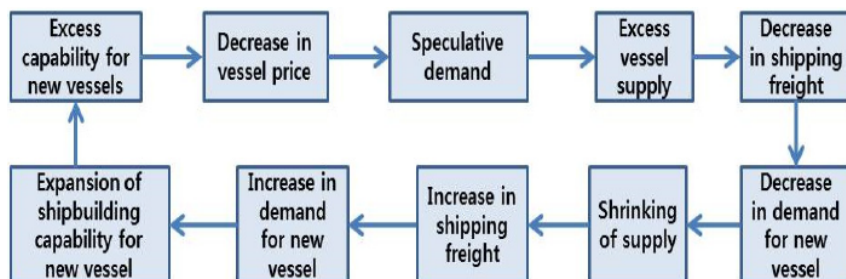 Excess
capability for
new vessels
Decrease in
vessel price
Speculative
demand
Excess
vessel
supply
Decrease
in shipping
freight
Expansion of
shipbuilding
capability for
new vessel
Increase in
demand
for new
vessel
Increase in
shipping
freight
Shrinking
of supply
Decrease
in demand
for new
vessel